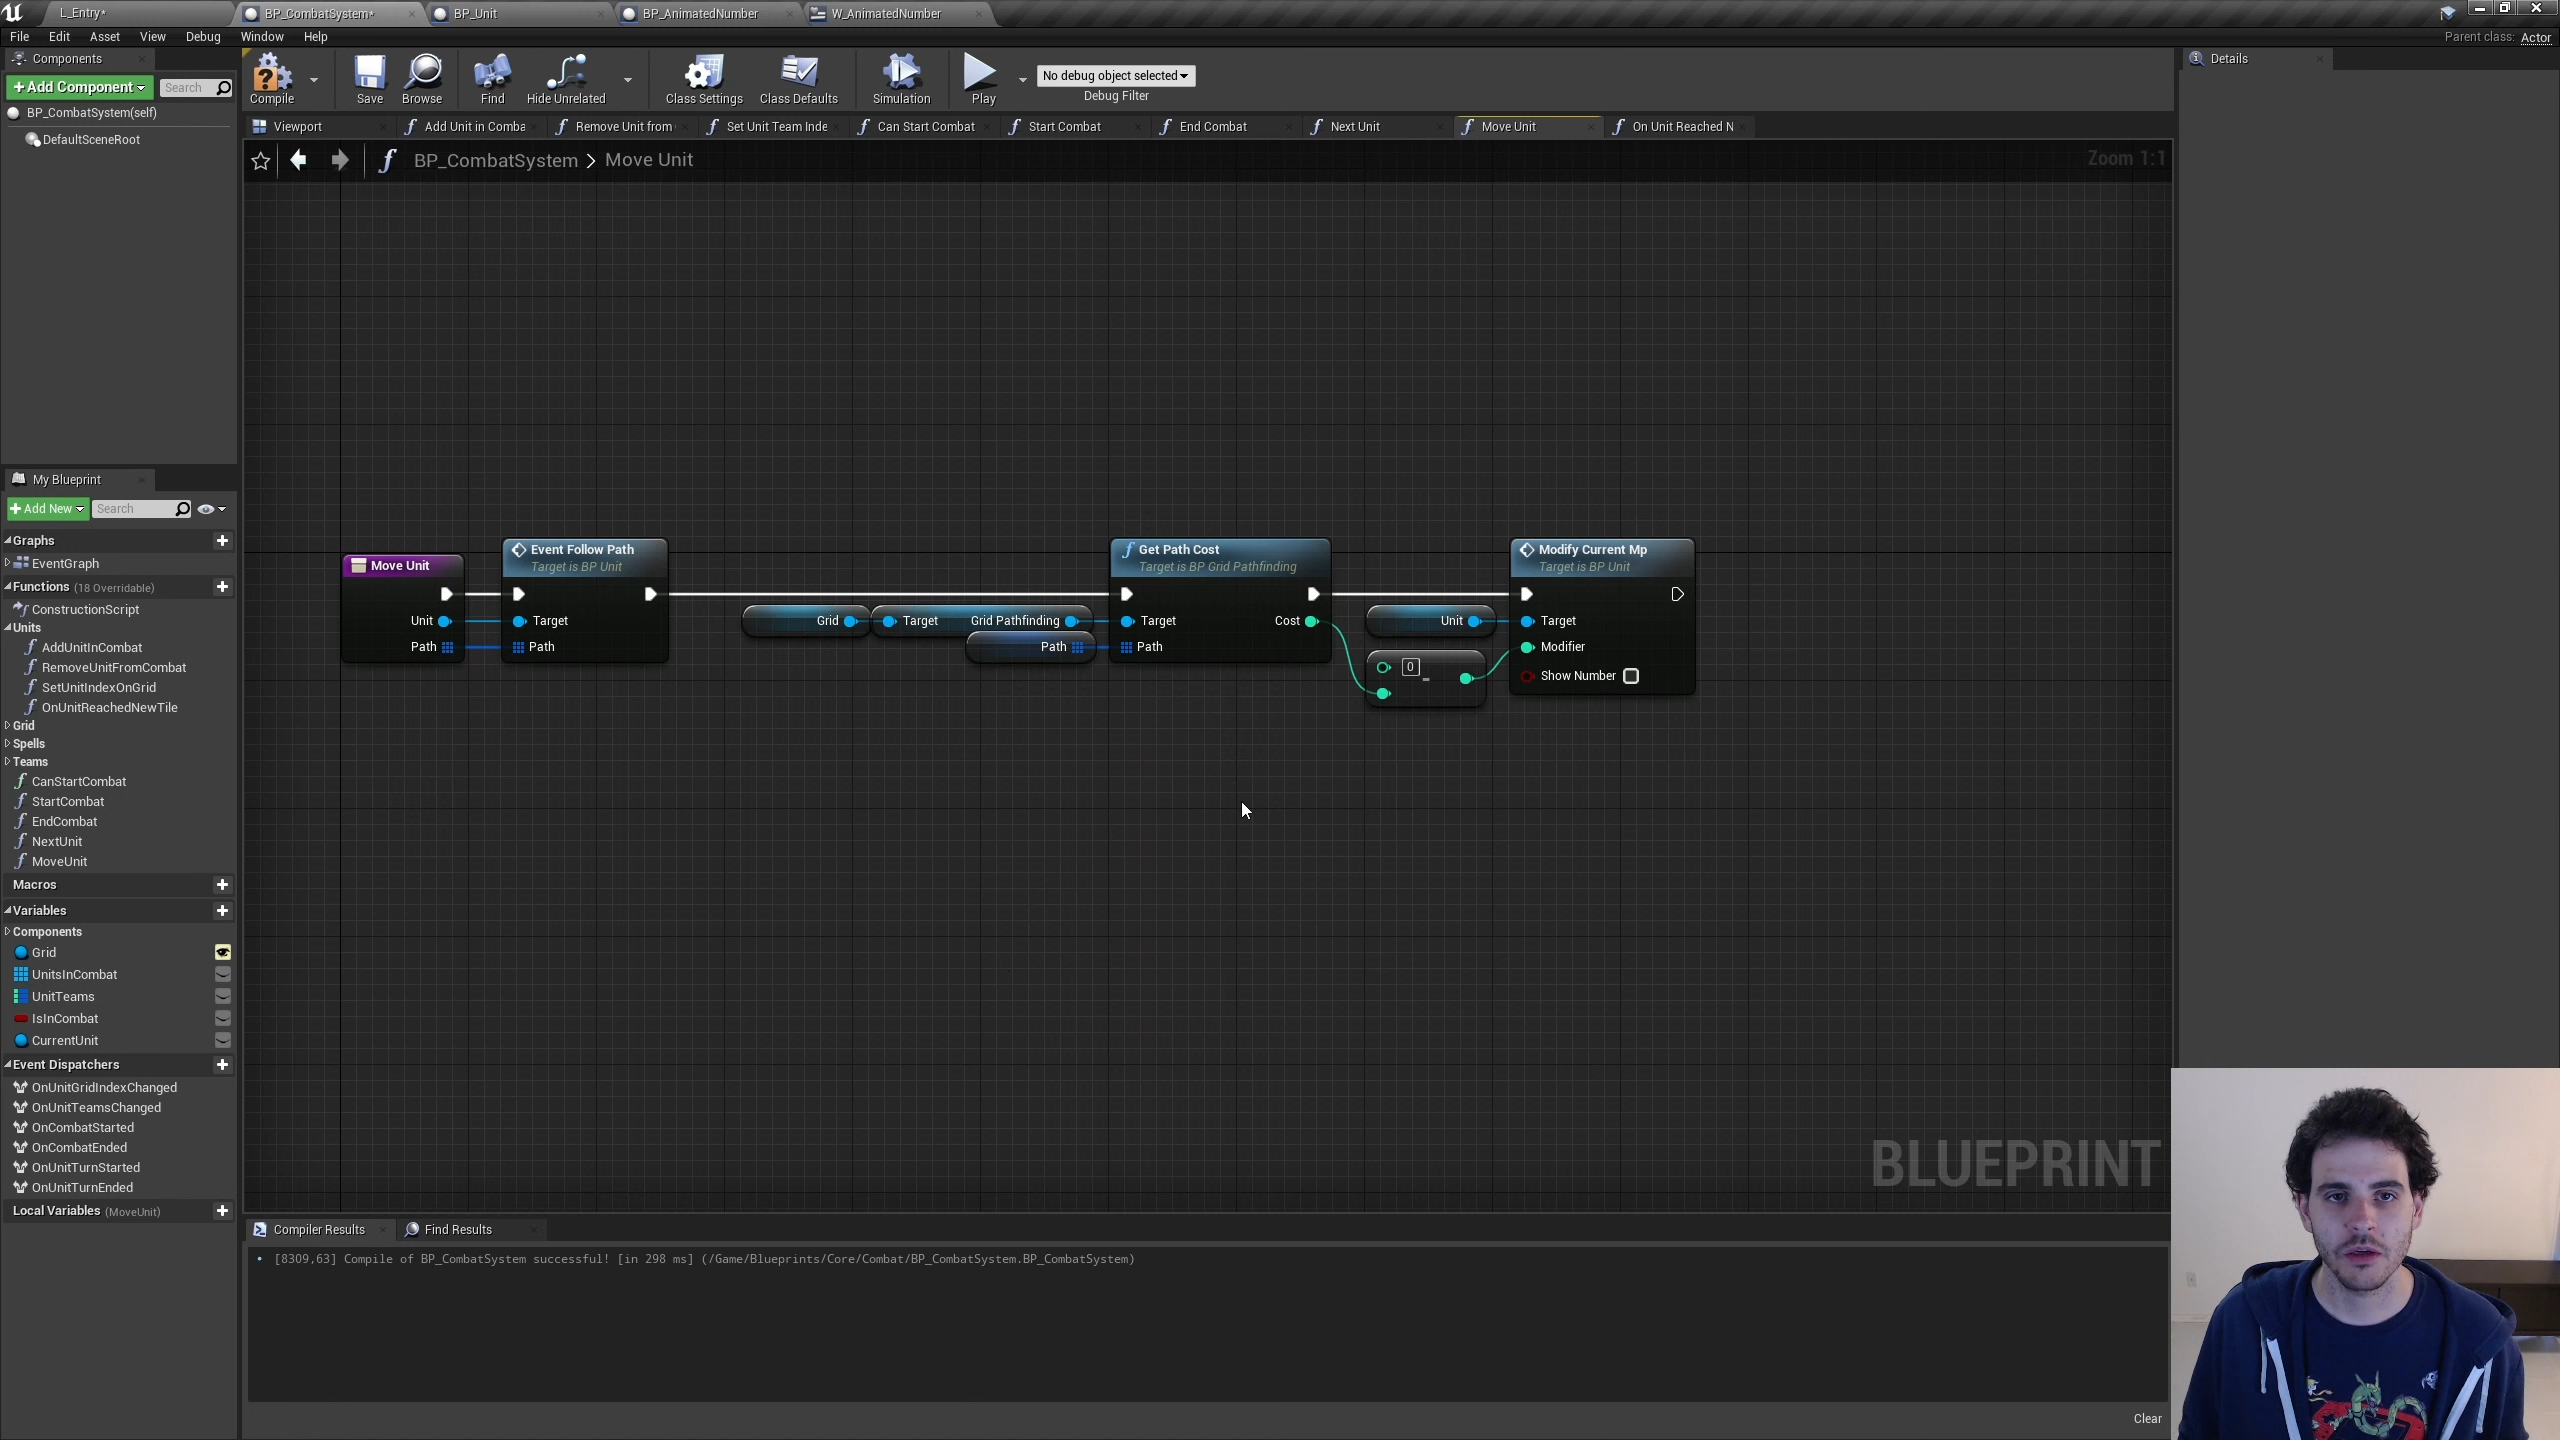 L_Entry*
BP_CombatSystem*
BP_Unit
BP_AnimatedNumber
W_AnimatedNumber
File Edit Asset View Debug Window Help
Parent class: Actor
Components
+Add Component
Search
BP_CombatSystem(self)
DefaultSceneRoot
Compile
Save
Browse
Find
Hide Unrelated
Class Settings
Class Defaults
Simulation
Play
No debug object selected
Debug Filter
Details
Viewport
Add Unit in Comba
Remove Unit from
Set Unit Team Inde
Can Start Combat
Start Combat
End Combat
Next Unit
Move Unit
On Unit Reached N
BP_CombatSystem > Move Unit
Zoom 1:1
My Blueprint
+Add New
Search
Graphs
EventGraph
Functions (18 Overridable)
ConstructionScript
Units
AddUnitInCombat
RemoveUnitFromCombat
SetUnitIndexOnGrid
OnUnitReachedNewTile
Grid
Spells
Teams
CanStartCombat
StartCombat
EndCombat
NextUnit
MoveUnit
Macros
Variables
Components
Grid
UnitsInCombat
UnitTeams
IsInCombat
CurrentUnit
Event Dispatchers
OnUnitGridIndexChanged
OnUnitTeamsChanged
OnCombatStarted
OnCombatEnded
OnUnitTurnStarted
OnUnitTurnEnded
Local Variables (MoveUnit)
Move Unit
Unit
Path
Event Follow Path
Target is BP Unit
Target
Path
Grid
Target Grid Pathfinding
Path
Get Path Cost
Target is BP Grid Pathfinding
Target Cost
Path
Unit
0
-
Modify Current Mp
Target is BP Unit
Target
Modifier
Show Number
BLUEPRINT
Compiler Results
Find Results
[8309,63] Compile of BP_CombatSystem successful! [in 298 ms] (/Game/Blueprints/Core/Combat/BP_CombatSystem.BP_CombatSystem)
Clear